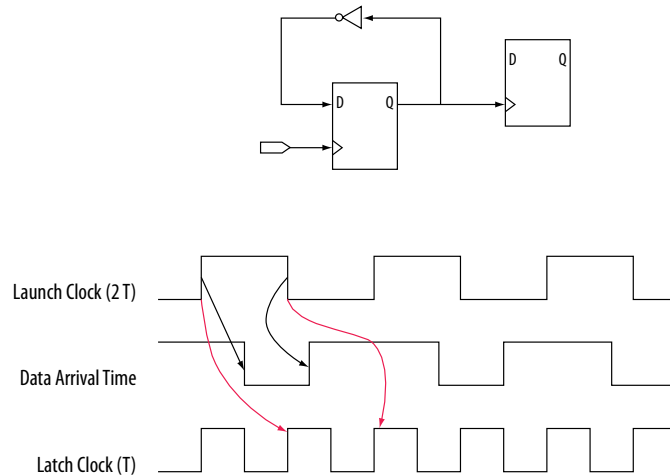 D Q
D Q
Launch Clock (2 T)
Data Arrival Time
Latch Clock (T)